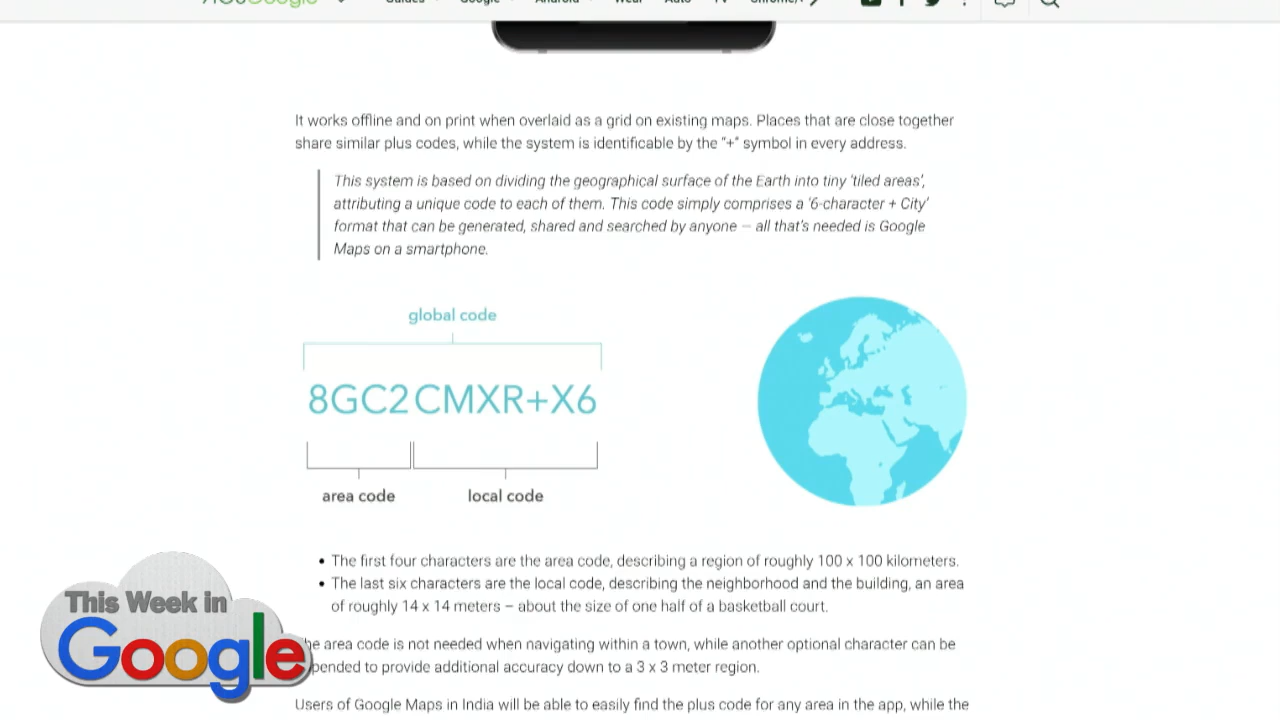 9TO5Google Guides Google Android Wear Auto TV
It works offline and on print when overlaid as a grid on existing maps. Places that are close together
share similar plus codes, while the system is identifiable by the "+" symbol in every address.
This system is based on dividing the geographical surface of the Earth into tiny 'tiled areas',
attributing a unique code to each of them. This code simply comprises a '6-character + City'
format that can be generated, shared and searched by anyone – all that's needed is Google
Maps on a smartphone.
global code
8GC2CMXR+X6
area code local code
• The first four characters are the area code, describing a region of roughly 100 x 100 kilometers.
• The last six characters are the local code, describing the neighborhood and the building, an area
of roughly 14 x 14 meters – about the size of one half of a basketball court.
he area code is not needed when navigating within a town, while another optional character can be
pended to provide additional accuracy down to a 3 x 3 meter region.
Users of Google Maps in India will be able to easily find the plus code for any area in the app, while the
This Week in
Google